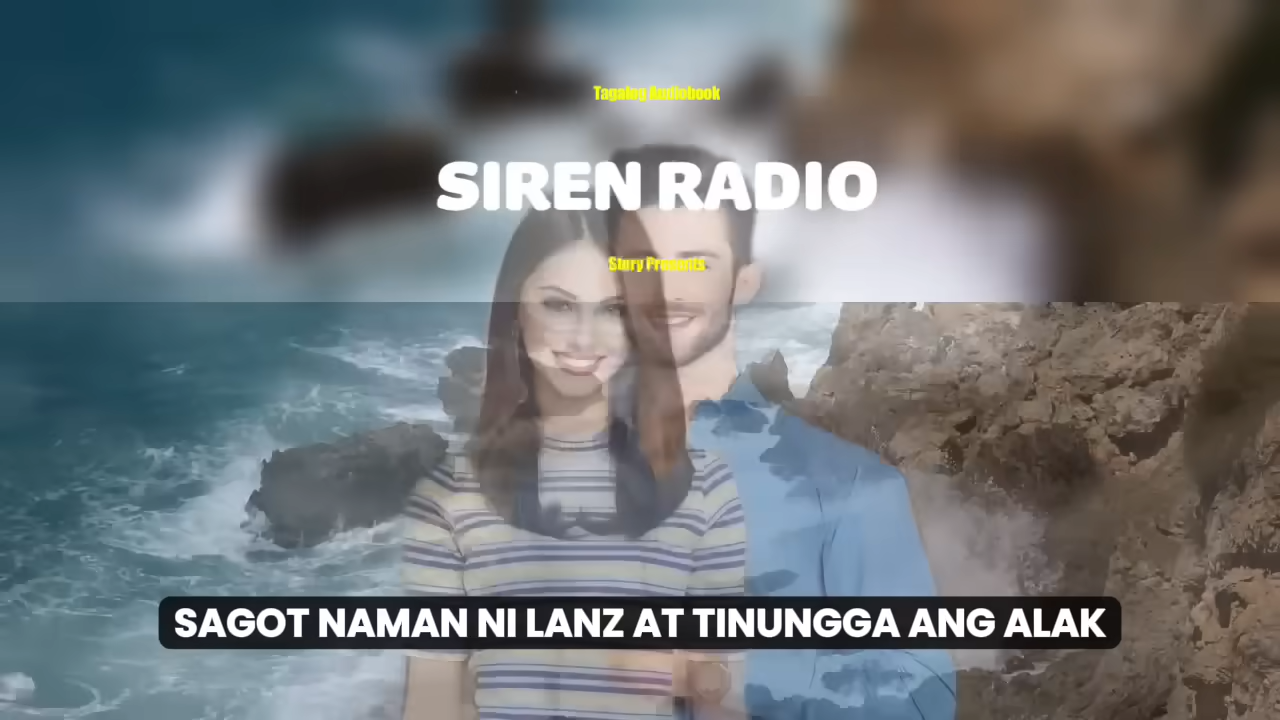 Tagalog Audiobook
SIREN RADIO
Story Presents
SAGOT NAMAN NI LANZ AT TINUNGGA ANG ALAK